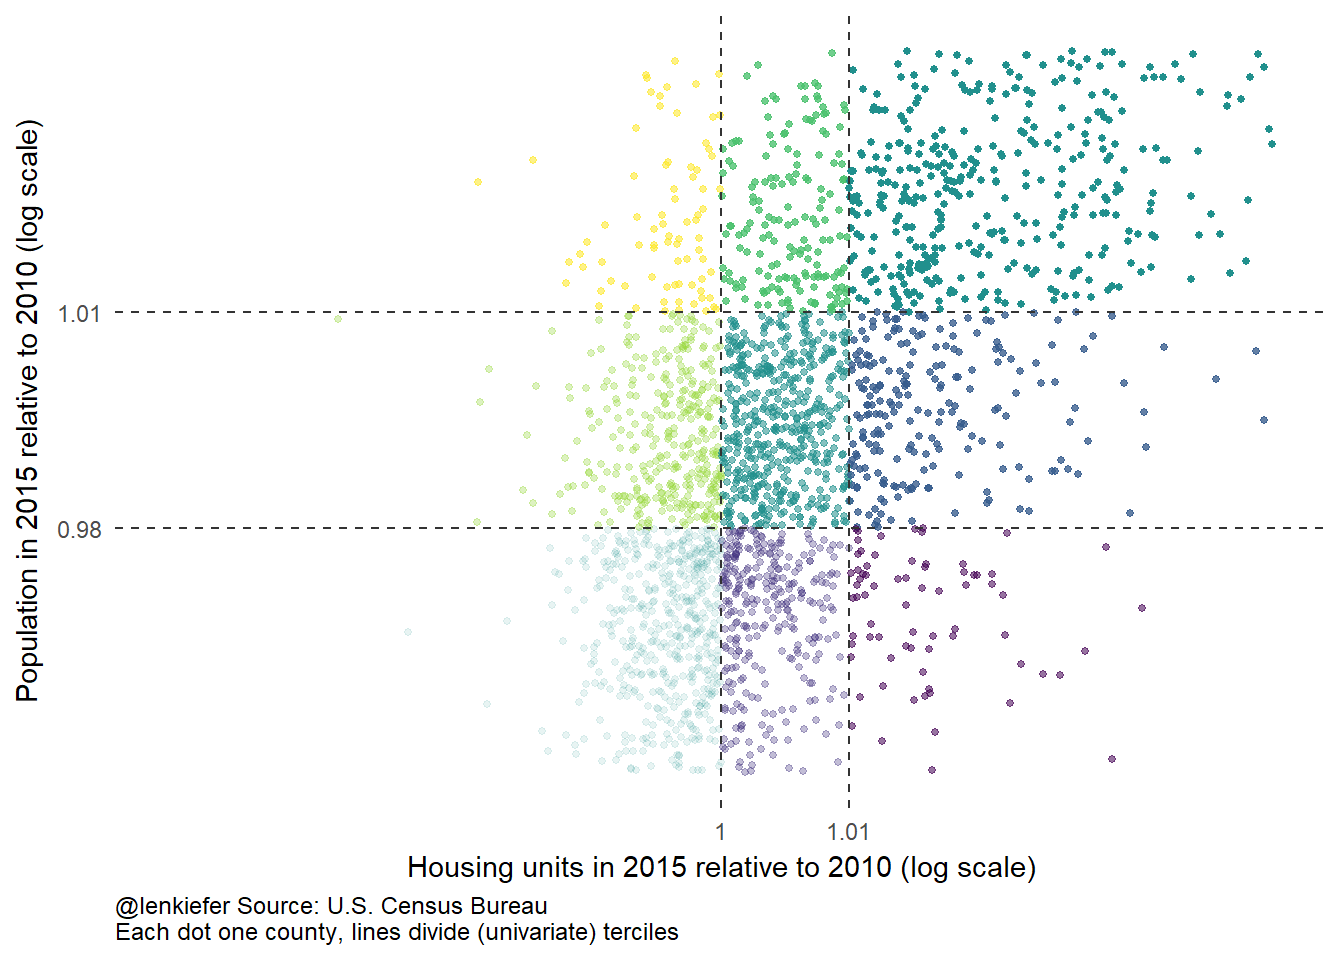 Population in 2015 relative to 2010 (log scale)
1.01
0.98
1
1.01
Housing units in 2015 relative to 2010 (log scale)
@lenkiefer Source: U.S. Census Bureau
Each dot one county, lines divide (univariate) terciles